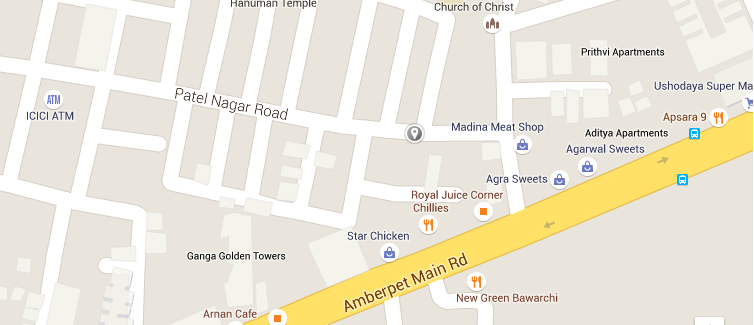 Hanuman Temple
Church of Christ
Prithvi Apartments
Ushodaya Super Ma
Patel Nagar Road
ATM
ICICI ATM
Apsara 9
Madina Meat Shop
Aditya Apartments
Agarwal Sweets
Agra Sweets
Royal Juice Corner
Chillies
Star Chicken
Ganga Golden Towers
Amberpet Main Rd
New Green Bawarchi
Arnan Cafe